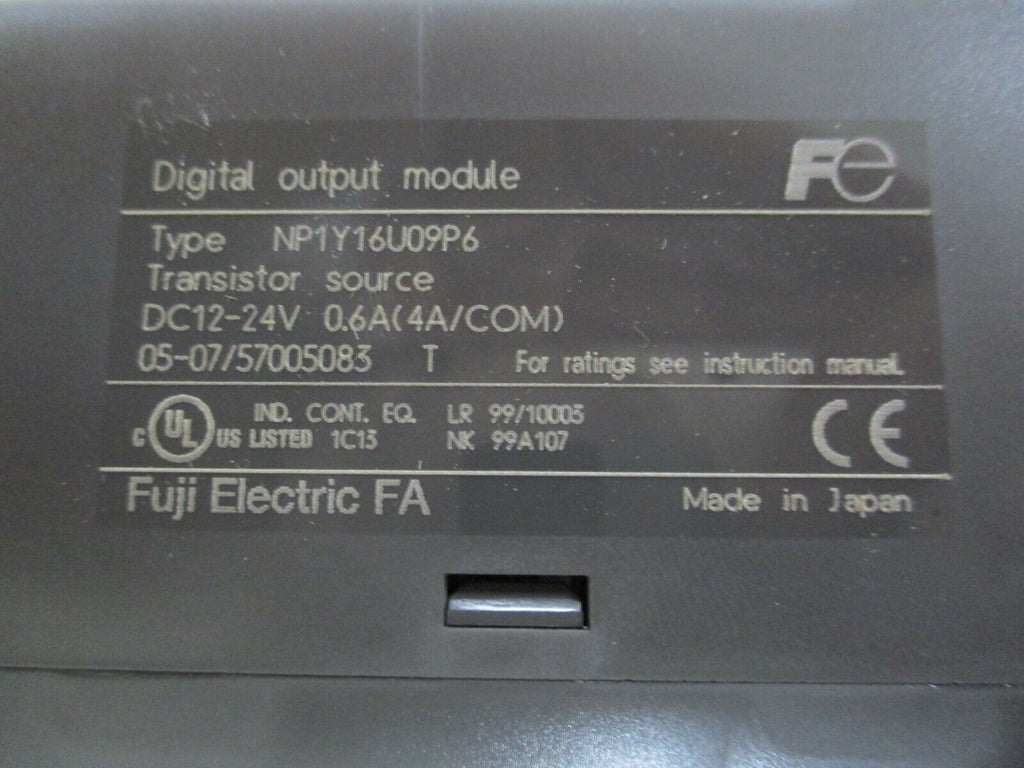 Digital output module
Fe
Type NP1Y16U09P6
Transistor source
DC12-24V 0.6A(4A/COM)
05-07/57005083 T For ratings see instruction manual.
C UL US LISTED IND. CONT. EQ. 1C13 LR 99/10003 NK 99A107
CE
Fuji Electric FA Made in Japan